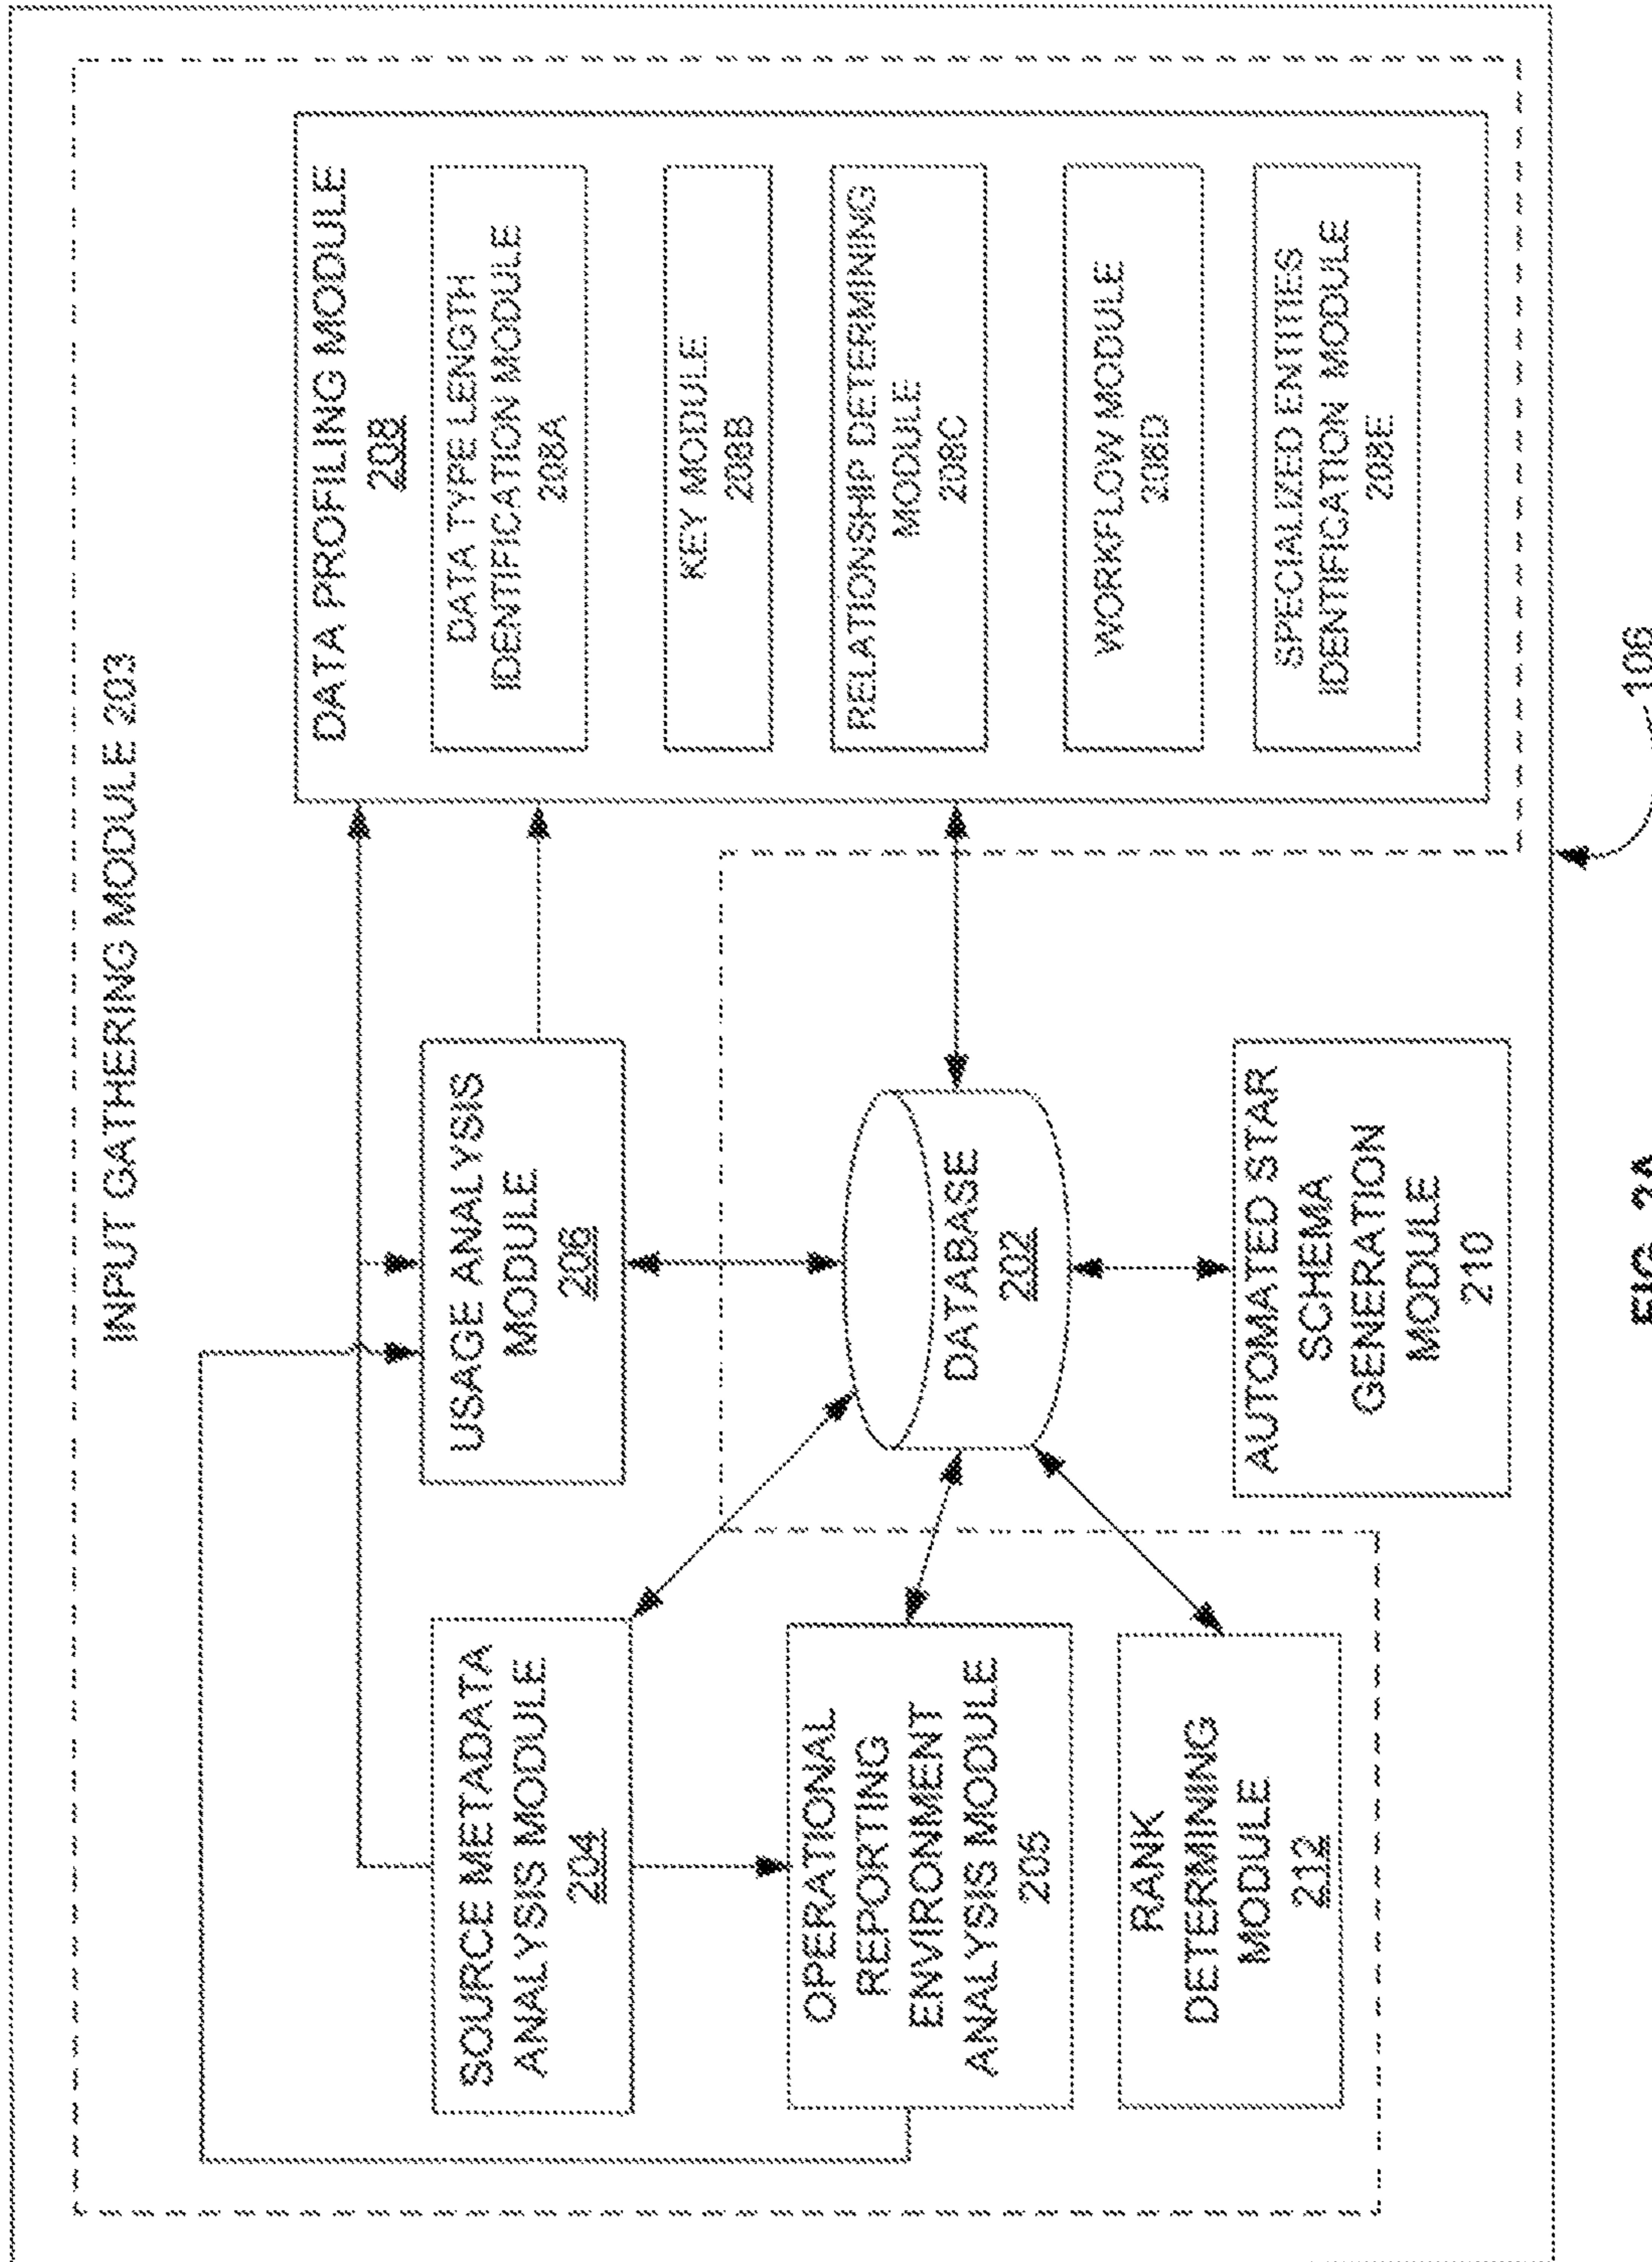 INPUT GATHERING MODULE 203
SOURCE METADATA
ANALYSIS MODULE
204
USAGE ANALYSIS
MODULE
206
DATA PROFILING MODULE
208
DATA TYPE LENGTH
IDENTIFICATION MODULE
208A
KEY MODULE
208B
RELATIONSHIP DETERMINING
MODULE
208C
WORKFLOW MODULE
208D
SPECIALIZED ENTITIES
IDENTIFICATION MODULE
208E
OPERATIONAL
REPORTING
ENVIRONMENT
ANALYSIS MODULE
205
DATABASE
202
RANK
DETERMINING
MODULE
212
AUTOMATED STAR
SCHEMA
GENERATION
MODULE
210
106
FIG. 2A